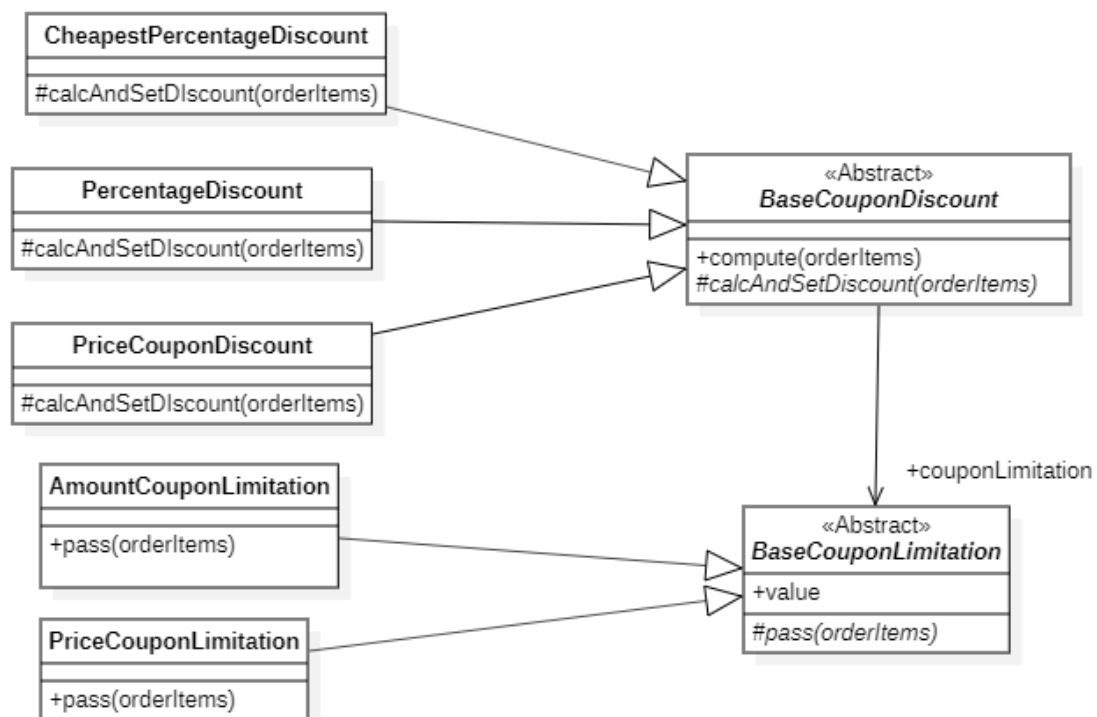 CheapestPercentageDiscount
#calcAndSetDIscount(orderItems)
PercentageDiscount
#calcAndSetDIscount(orderItems)
PriceCouponDiscount
#calcAndSetDIscount(orderItems)
«Abstract»
BaseCouponDiscount
+compute(orderItems)
#calcAndSetDiscount(orderItems)
+couponLimitation
AmountCouponLimitation
+pass(orderItems)
PriceCouponLimitation
+pass(orderItems)
«Abstract»
BaseCouponLimitation
+value
#pass(orderItems)